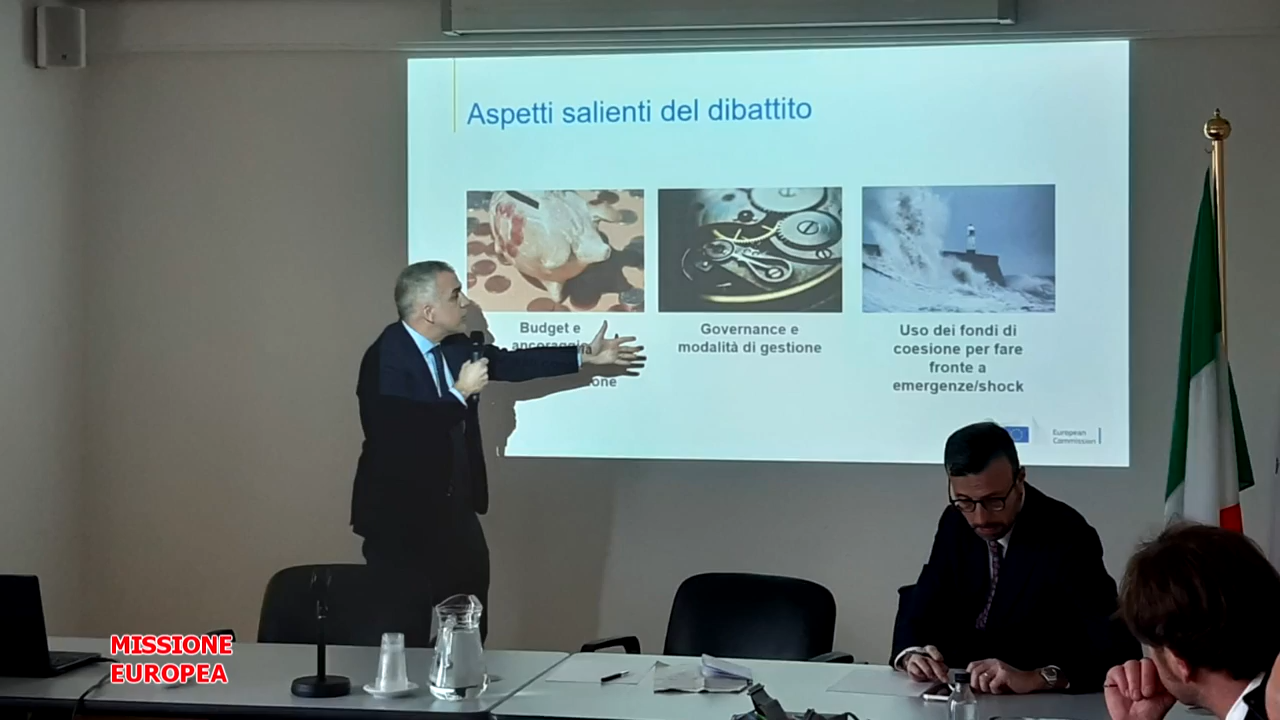 Aspetti salienti del dibattito
Budget e
Governance e
modalità di gestione
Uso dei fondi di
coesione per fare
fronte a
emergenze/shock
European
Commission
MISSIONE
EUROPEA